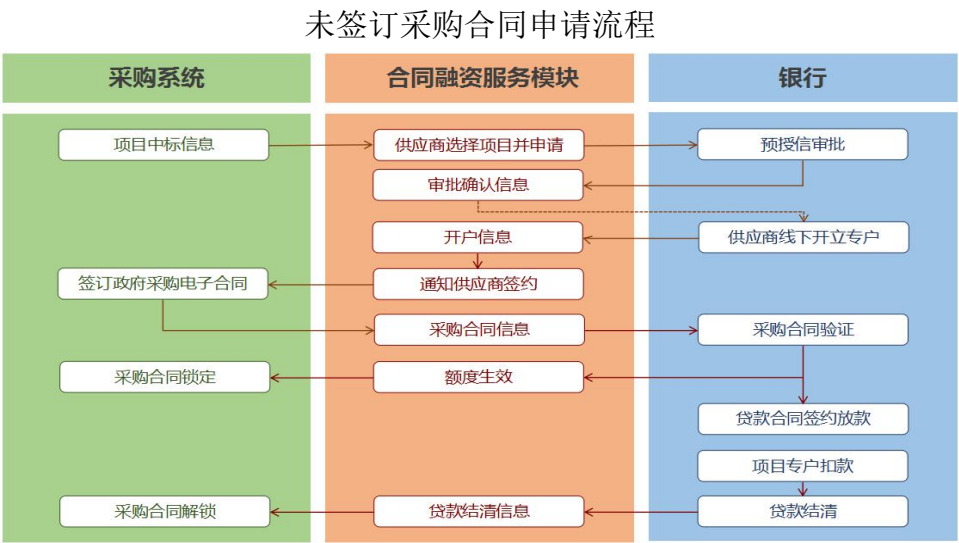 未签订采购合同申请流程
采购系统
合同融资服务模块
银行
项目中标信息
供应商选择项目并申请
预授信审批
审批确认信息
开户信息
供应商线下开立专户
签订政府采购电子合同
通知供应商签约
采购合同信息
采购合同验证
采购合同锁定
额度生效
贷款合同签约放款
项目专户扣款
采购合同解锁
贷款结清信息
贷款结清